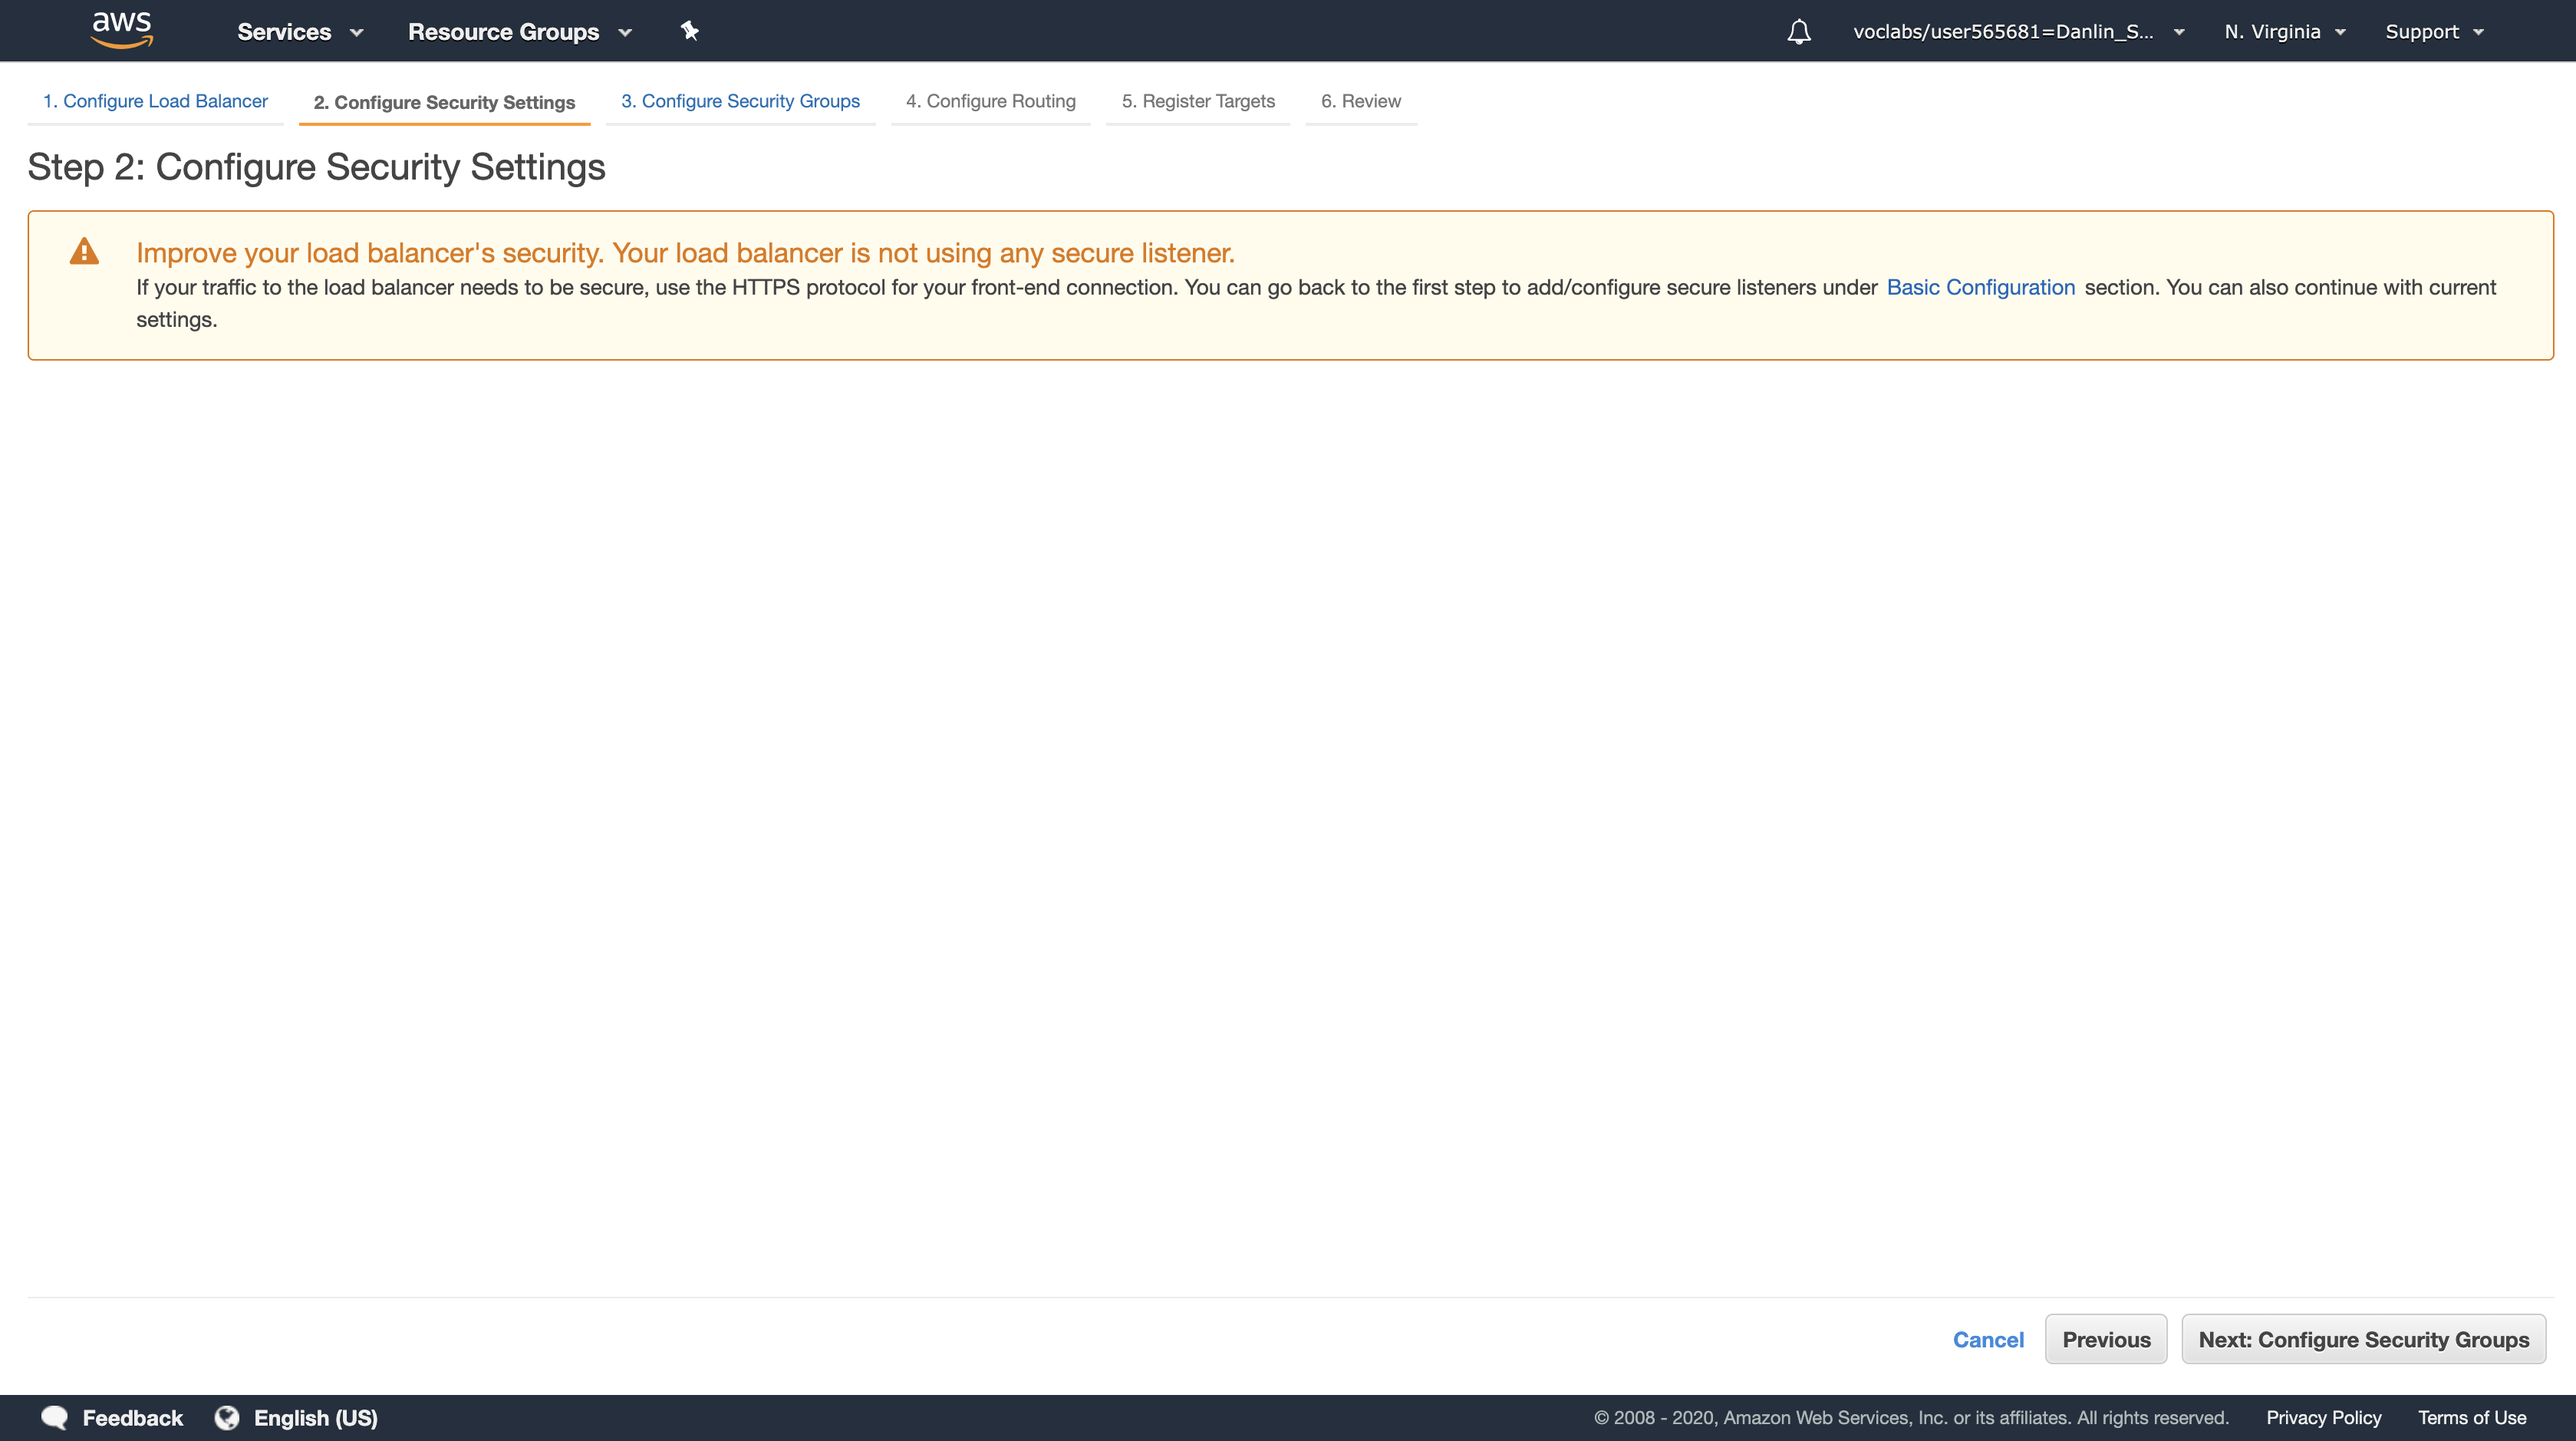 aws
Services
Resource Groups
voclabs/user565681=Danlin_S...
N. Virginia
Support
1. Configure Load Balancer
2. Configure Security Settings
3. Configure Security Groups
4. Configure Routing
5. Register Targets
6. Review
Step 2: Configure Security Settings
Improve your load balancer's security. Your load balancer is not using any secure listener.
If your traffic to the load balancer needs to be secure, use the HTTPS protocol for your front-end connection. You can go back to the first step to add/configure secure listeners under Basic Configuration section. You can also continue with current
settings.
Cancel
Previous
Next: Configure Security Groups
Feedback
English (US)
© 2008 - 2020, Amazon Web Services, Inc. or its affiliates. All rights reserved.
Privacy Policy
Terms of Use